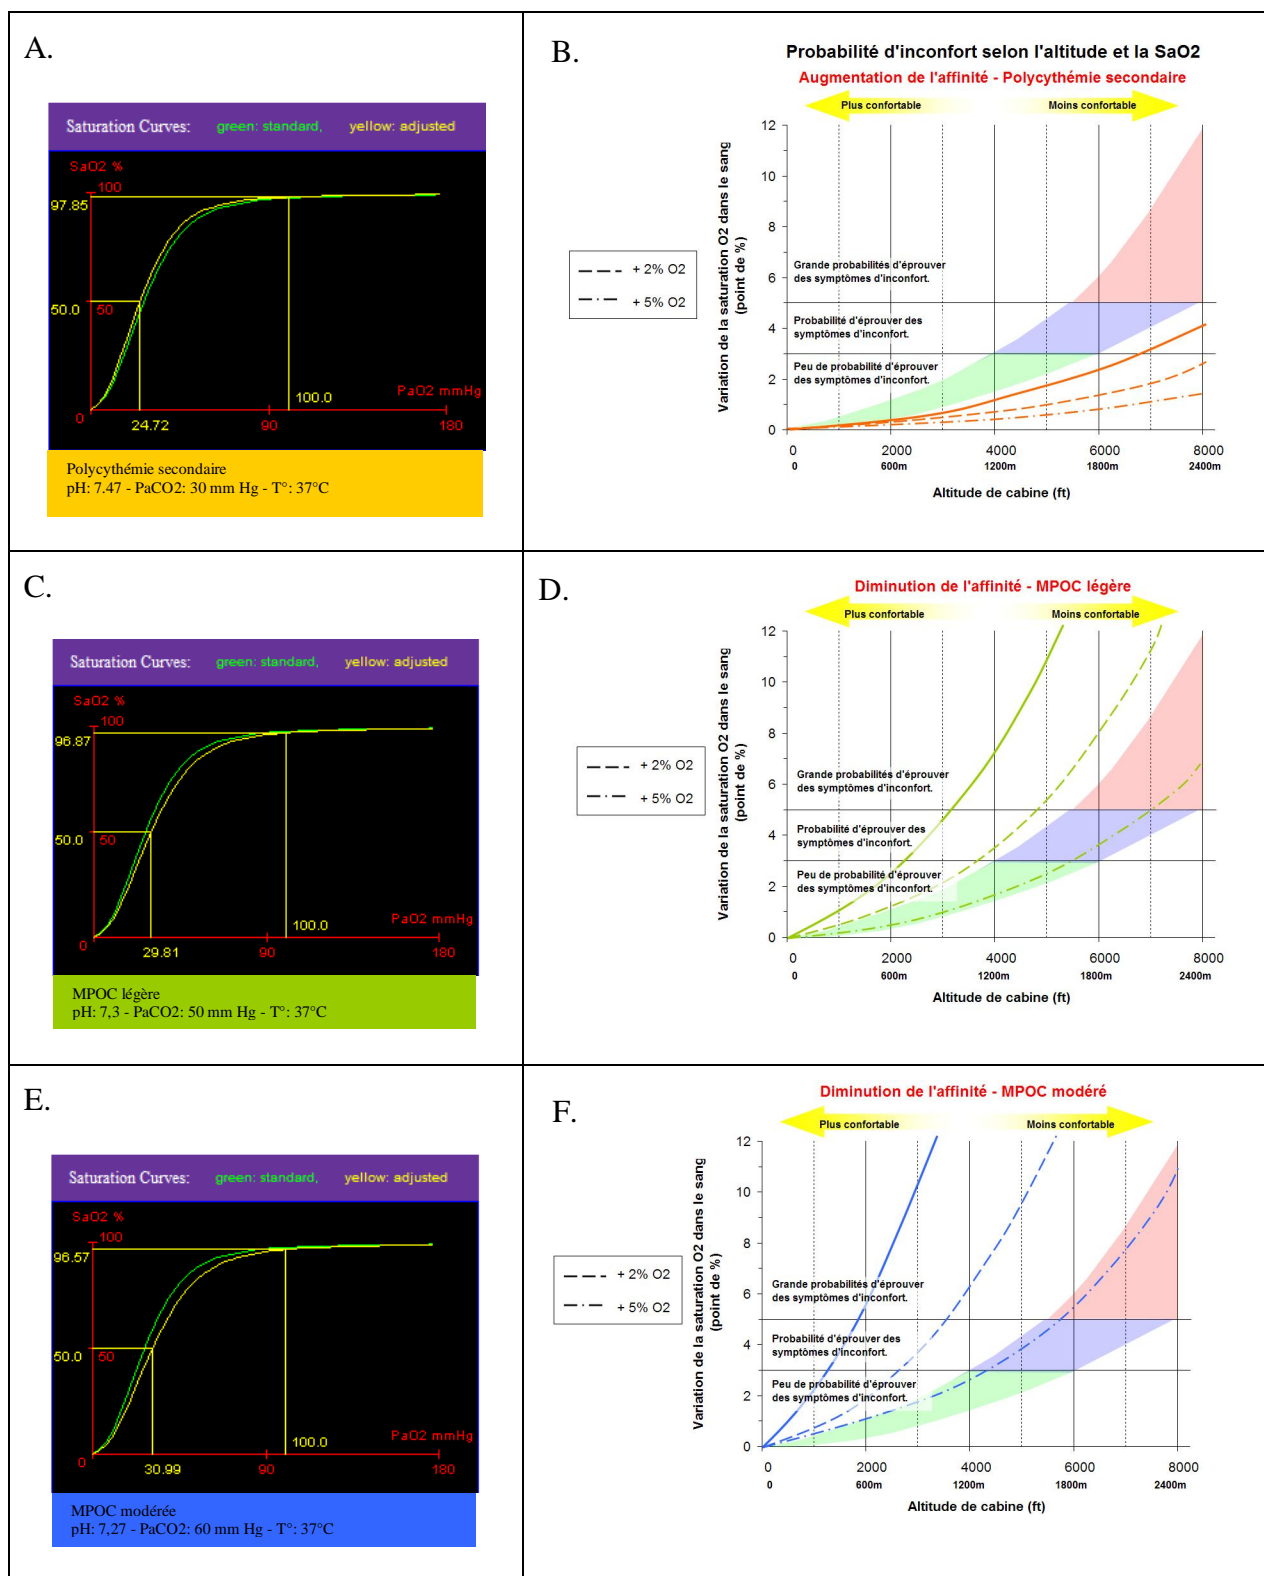 A.
Saturation Curves: green: standard, yellow: adjusted
SaO2 %
100
97.85
50.0
50
PaO2 mmHg
100.0
0
24.72
90
180
Polycythémie secondaire
pH: 7.47 - PaCO2: 30 mm Hg - T°: 37°C
B.
Probabilité d'inconfort selon l'altitude et la SaO2
Augmentation de l'affinité - Polycythémie secondaire
Plus confortable
Moins confortable
Variation de la saturation O2 dans le sang
(point de %)
12
10
8
6
4
2
0
+ 2% O2
+ 5% O2
Grande probabilités d'éprouver
des symptômes d'inconfort.
Probabilité d'éprouver des
symptômes d'inconfort.
Peu de probabilité d'éprouver
des symptômes d'inconfort.
0 2000 4000 6000 8000
0 600m 1200m 1800m 2400m
Altitude de cabine (ft)
C.
Saturation Curves: green: standard, yellow: adjusted
SaO2 %
100
96.87
50.0
50
PaO2 mmHg
100.0
0
29.81
90
180
MPOC légère
pH: 7,3 - PaCO2: 50 mm Hg - T°: 37°C
D.
Diminution de l'affinité - MPOC légère
Plus confortable
Moins confortable
Variation de la saturation O2 dans le sang
(point de %)
12
10
8
6
4
2
0
+ 2% O2
+ 5% O2
Grande probabilités d'éprouver
des symptômes d'inconfort.
Probabilité d'éprouver des
symptômes d'inconfort.
Peu de probabilité d'éprouver
des symptômes d'inconfort.
0 2000 4000 6000 8000
0 600m 1200m 1800m 2400m
Altitude de cabine (ft)
E.
Saturation Curves: green: standard, yellow: adjusted
SaO2 %
100
96.57
50.0
50
PaO2 mmHg
100.0
0
30.99
90
180
MPOC modérée
pH: 7,27 - PaCO2: 60 mm Hg - T°: 37°C
F.
Diminution de l'affinité - MPOC modéré
Plus confortable
Moins confortable
Variation de la saturation O2 dans le sang
(point de %)
12
10
8
6
4
2
0
+ 2% O2
+ 5% O2
Grande probabilités d'éprouver
des symptômes d'inconfort.
Probabilité d'éprouver des
symptômes d'inconfort.
Peu de probabilité d'éprouver
des symptômes d'inconfort.
0 2000 4000 6000 8000
0 600m 1200m 1800m 2400m
Altitude de cabine (ft)